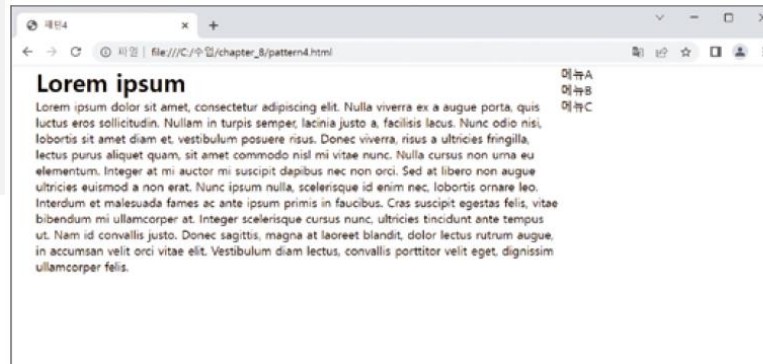 패턴4
파일 file:///C:/수업/chapter_8/pattern4.html
Lorem ipsum
Lorem ipsum dolor sit amet, consectetur adipiscing elit. Nulla viverra ex a augue porta, quis
luctus eros sollicitudin. Nullam in turpis semper, lacinia justo a, facilisis lacus. Nunc odio nisi,
lobortis sit amet diam et, vestibulum posuere risus. Donec viverra, risus a ultricies fringilla,
lectus purus aliquet quam, sit amet commodo nisl mi vitae nunc. Nulla cursus non urna eu
elementum. Integer at mi auctor mi suscipit dapibus nec non orci. Sed at libero non augue
ultricies euismod a non erat. Nunc ipsum nulla, scelerisque id enim nec, lobortis ornare leo.
Interdum et malesuada fames ac ante ipsum primis in faucibus. Cras suscipit egestas felis, vitae
bibendum mi ullamcorper at. Integer scelerisque cursus nunc, ultricies tincidunt ante tempus
ut. Nam id convallis justo. Donec sagittis, magna at laoreet blandit, dolor lectus rutrum augue,
in accumsan velit orci vitae elit. Vestibulum diam lectus, convallis porttitor velit eget, dignissim
ullamcorper felis.
메뉴A
메뉴B
메뉴C